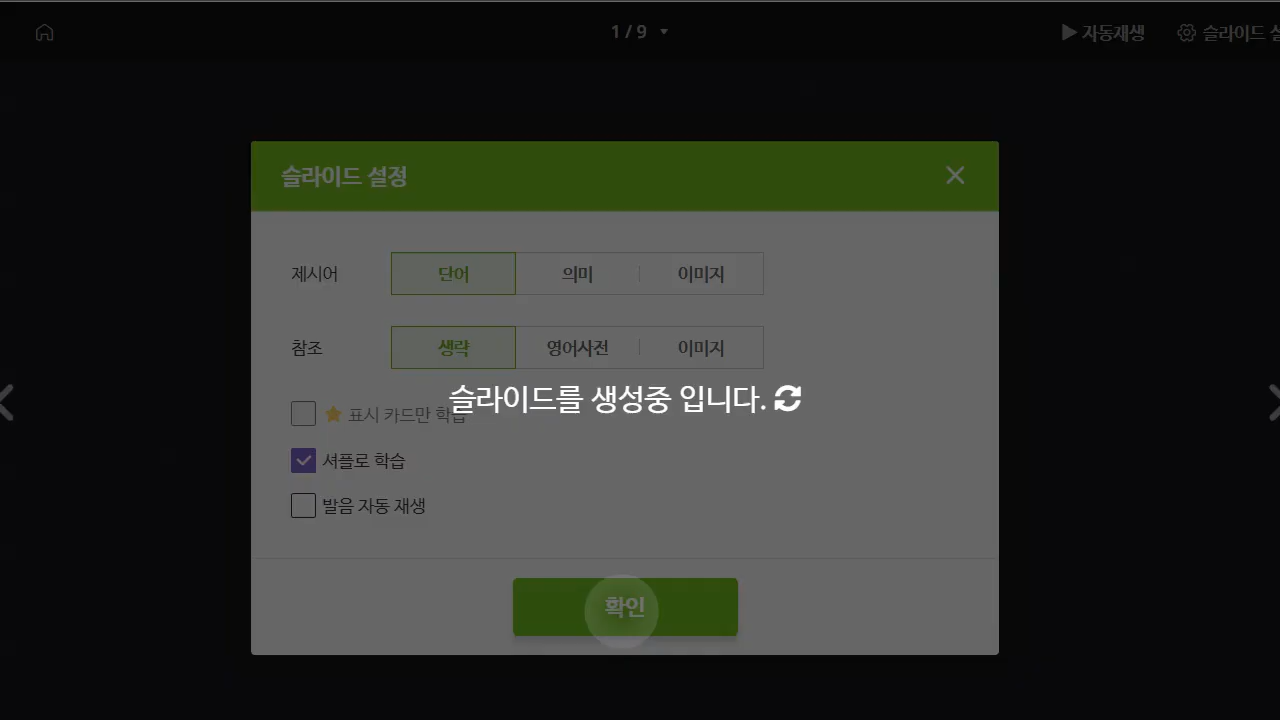 1 / 9
자동재생
슬라이드
슬라이드 설정
제시어
단어
의미
이미지
참조
생략
영어사전
이미지
슬라이드를 생성중 입니다.
표시 카드만 학습
셔플로 학습
발음 자동 재생
확인